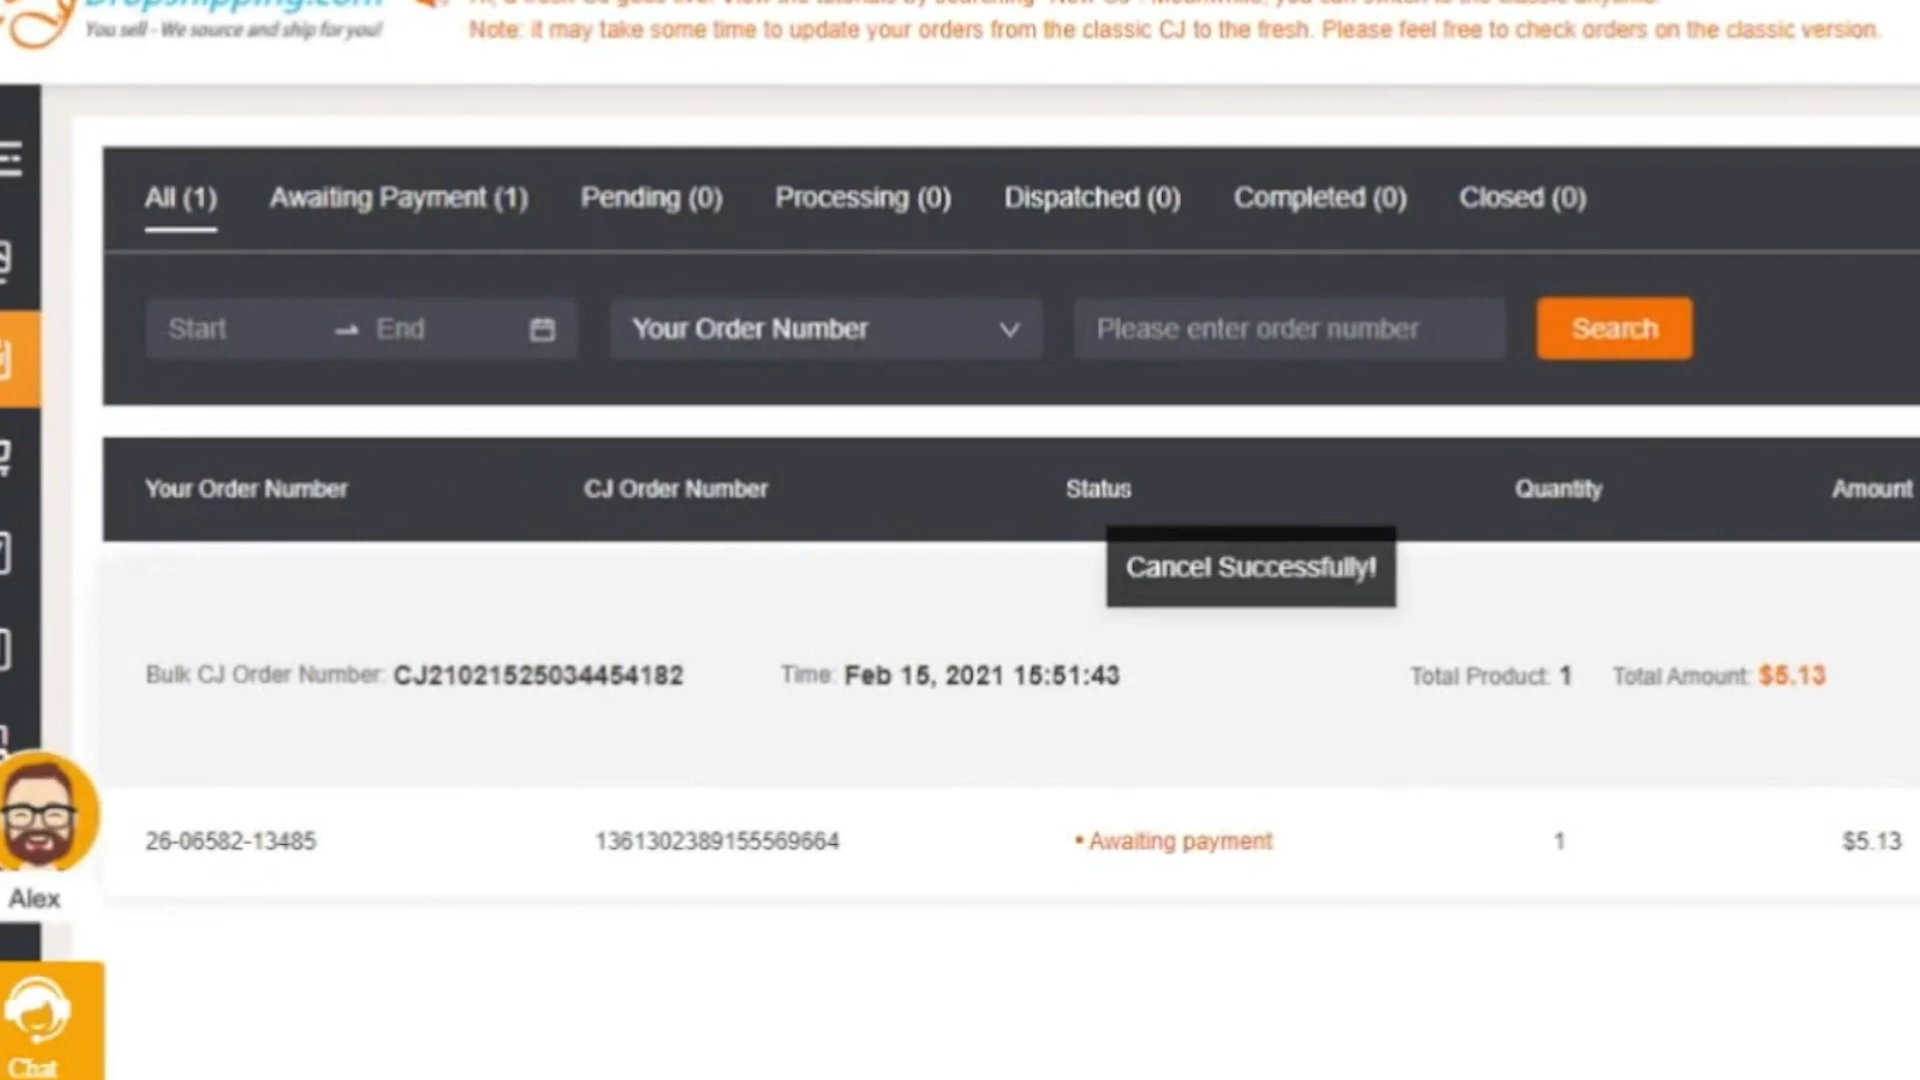 Dropshipping.com
You sell - We source and ship for you!
Note: it may take some time to update your orders from the classic CJ to the fresh. Please feel free to check orders on the classic version.
All (1) Awaiting Payment (1) Pending (0) Processing (0) Dispatched (0) Completed (0) Closed (0)
Start → End Your Order Number Please enter order number Search
Your Order Number CJ Order Number Status Quantity Amount
Cancel Successfully!
Bulk CJ Order Number: CJ21021525034454182 Time: Feb 15, 2021 15:51:43 Total Product: 1 Total Amount: $5.13
26-06582-13485 1361302389155569664 • Awaiting payment 1 $5.13
Alex
Chat